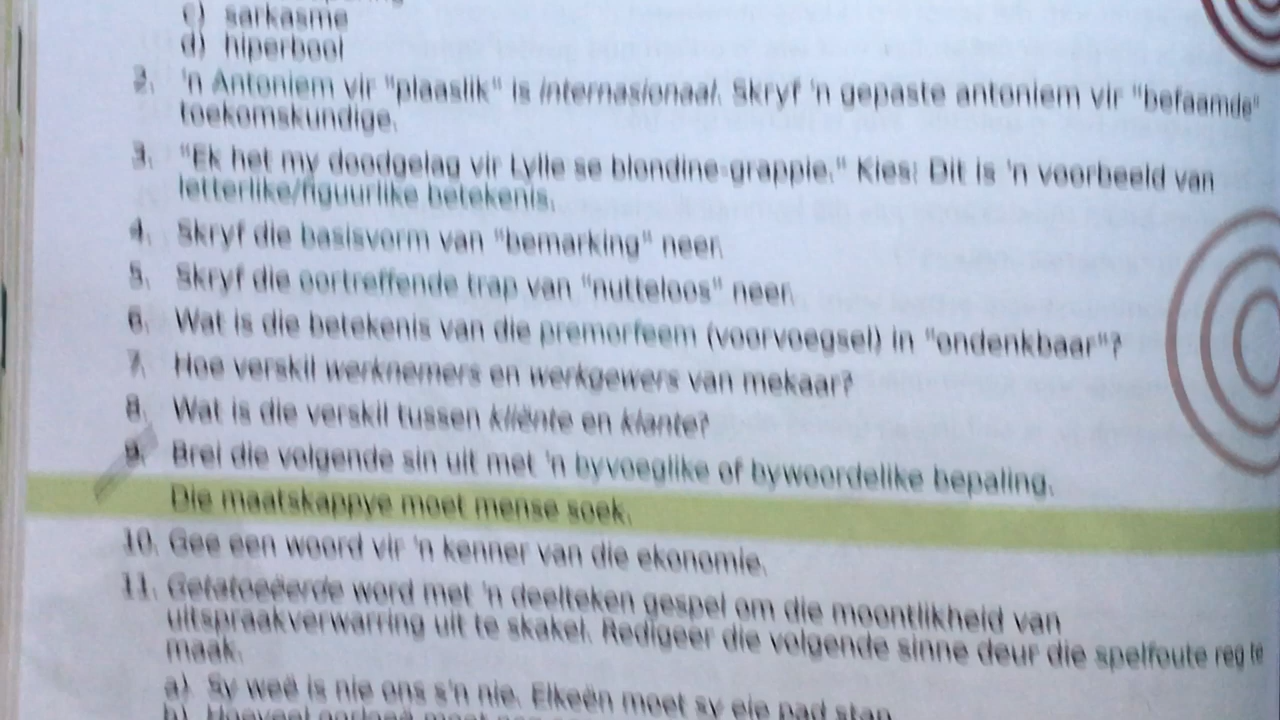 c) sarkasme
d) hiperbool
2. 'n Antoniem vir "plaaslik" is internasionaal. Skryf 'n gepaste antoniem vir "befaamde"
toekomskundige.
3. "Ek het my doodgelag vir Lylie se blondine-grappie." Kies: Dit is 'n voorbeeld van
letterlike/figuurlike betekenis.
4. Skryf die basisvorm van "bemarking" neer.
5. Skryf die oortreffende trap van "nutteloos" neer.
6. Wat is die betekenis van die premorfeem (voorvoegsel) in "ondenkbaar"?
7. Hoe verskil werknemers en werkgewers van mekaar?
8. Wat is die verskil tussen kliënte en klante?
9. Brei die volgende sin uit met 'n byvoeglike of bywoordelike bepaling.
Die maatskappye moet mense soek.
10. Gee een woord vir 'n kenner van die ekonomie.
11. Getatoeëerde word met 'n deelteken gespel om die moontlikheid van
uitspraakverwarring uit te skakel. Redigeer die volgende sinne deur die spelfoute reg te
maak.
a) Sy weë is nie ons s'n nie. Elkeën moet sy eie pad stap.
b) Hoeveel oorloë moet